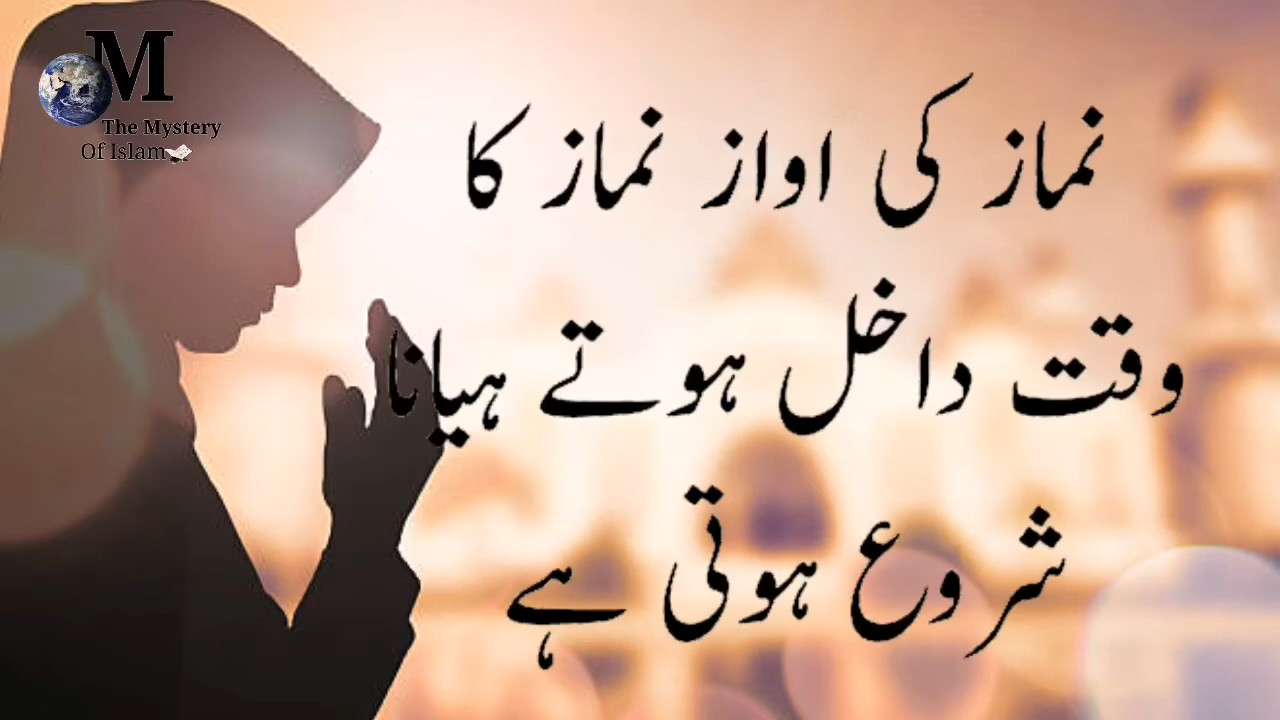 M
The Mystery
Of Islam
نماز کی اواز نماز کا
وقت داخل ہوتے ہیانا
شروع ہوتی ہے